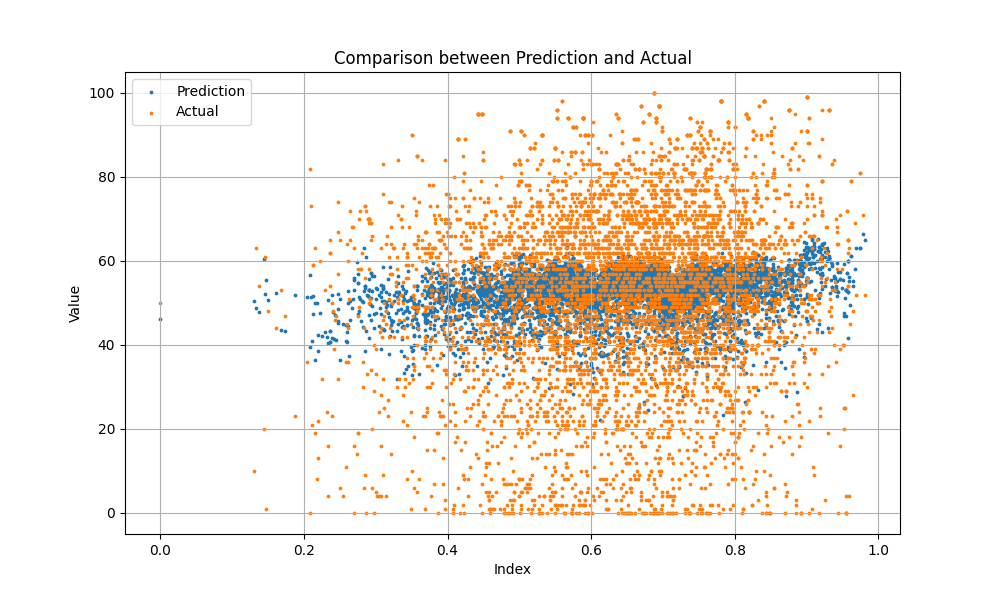 Comparison between Prediction and Actual
Prediction
Actual
100
80
60
40
20
0
Value
0.0 0.2 0.4 0.6 0.8 1.0
Index